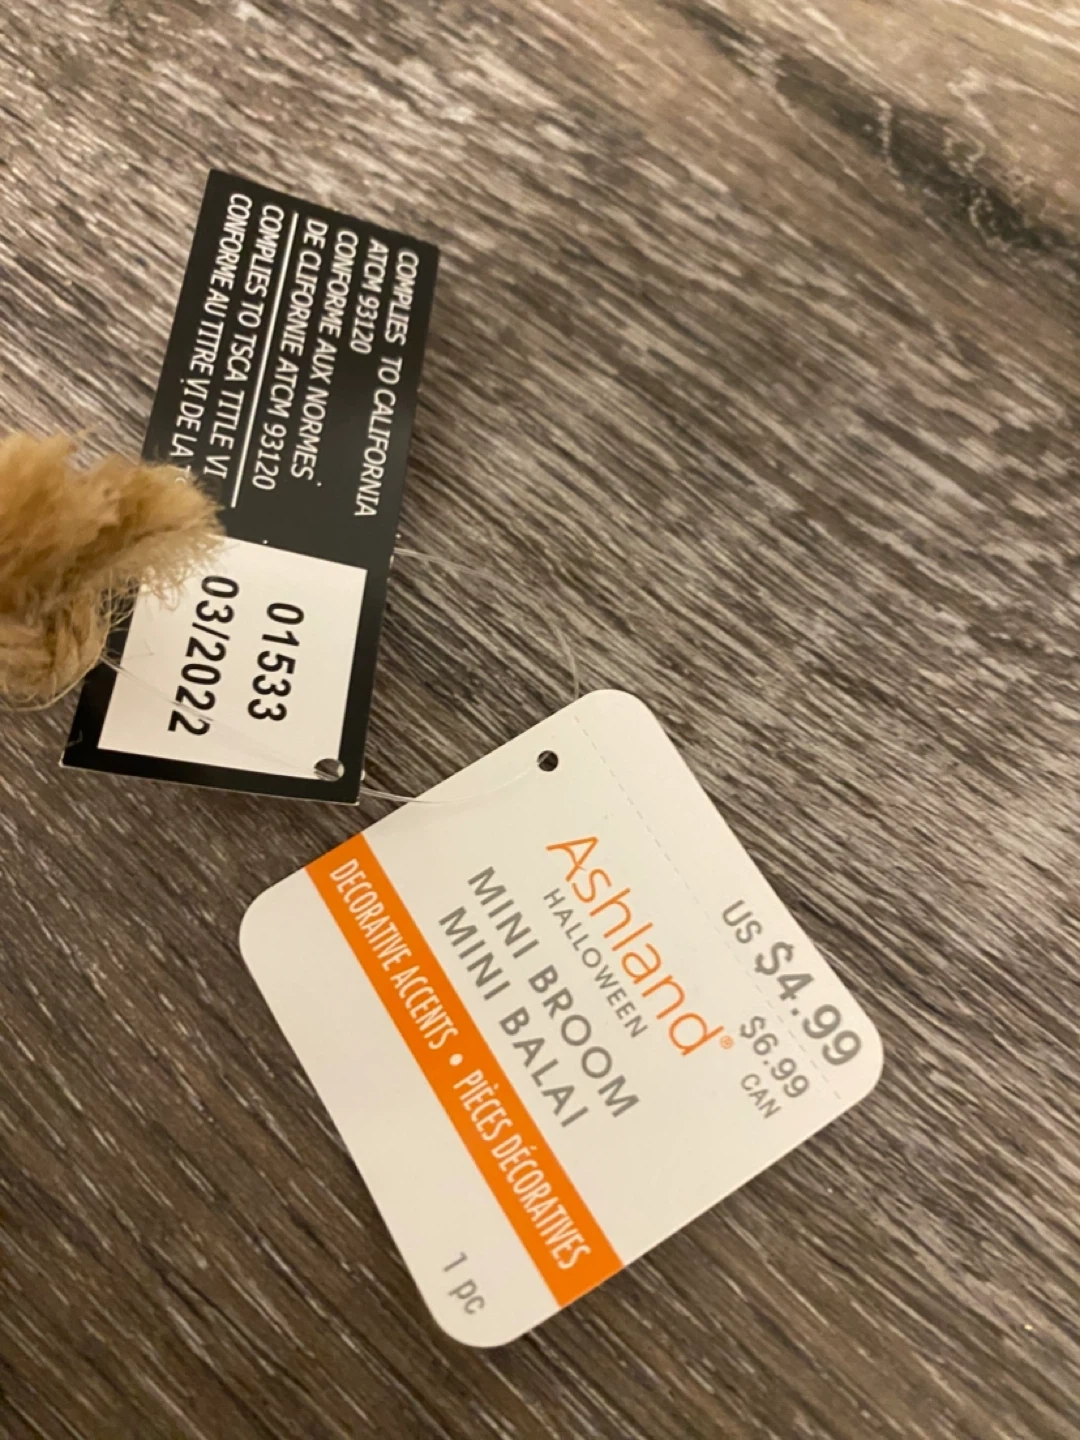 COMPLIES TO CALIFORNIA
ATCM 93120
CONFORME AUX NORMES
DE CLIFORNIE ATCM 93120
COMPLIES TO TSCA TITLE VI
CONFORME AU TITRE VI DE LA
01533
03/2022
US $4.99
$6.99
CAN
Ashland®
HALLOWEEN
MINI BROOM
MINI BALAI
DECORATIVE ACCENTS • PIÈCES DÉCORATIVES
1 pc